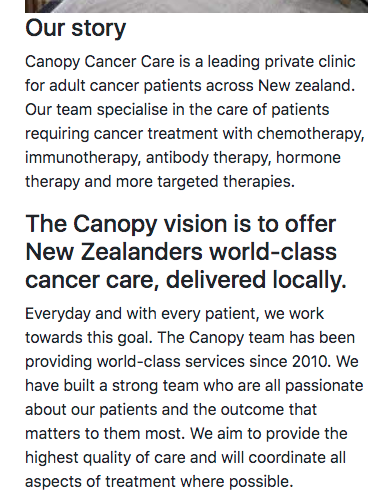 Our story
Canopy Cancer Care is a leading private clinic
for adult cancer patients across New zealand.
Our team specialise in the care of patients
requiring cancer treatment with chemotherapy,
immunotherapy, antibody therapy, hormone
therapy and more targeted therapies.
The Canopy vision is to offer
New Zealanders world-class
cancer care, delivered locally.
Everyday and with every patient, we work
towards this goal. The Canopy team has been
providing world-class services since 2010. We
have built a strong team who are all passionate
about our patients and the outcome that
matters to them most. We aim to provide the
highest quality of care and will coordinate all
aspects of treatment where possible.